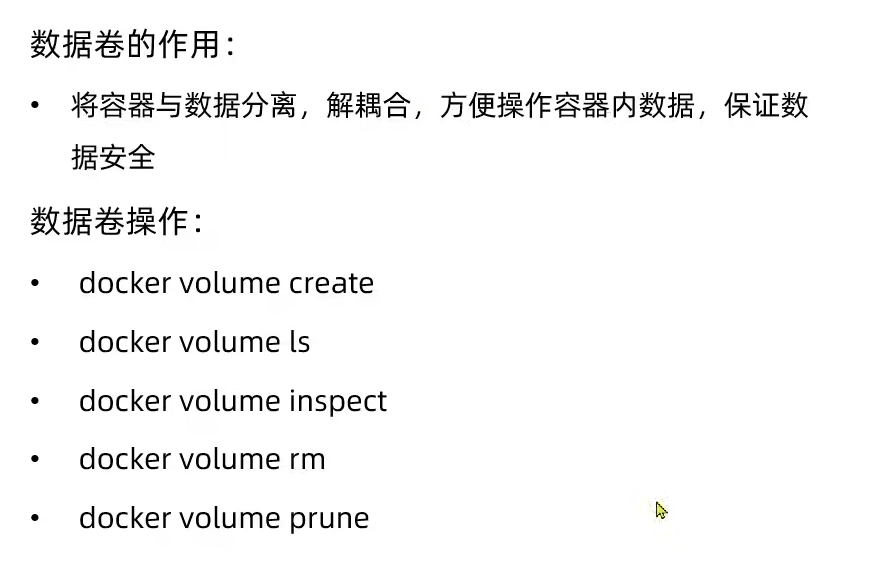 数据卷的作用：
• 将容器与数据分离，解耦合，方便操作容器内数据，保证数
据安全
数据卷操作：
• docker volume create
• docker volume ls
• docker volume inspect
• docker volume rm
• docker volume prune